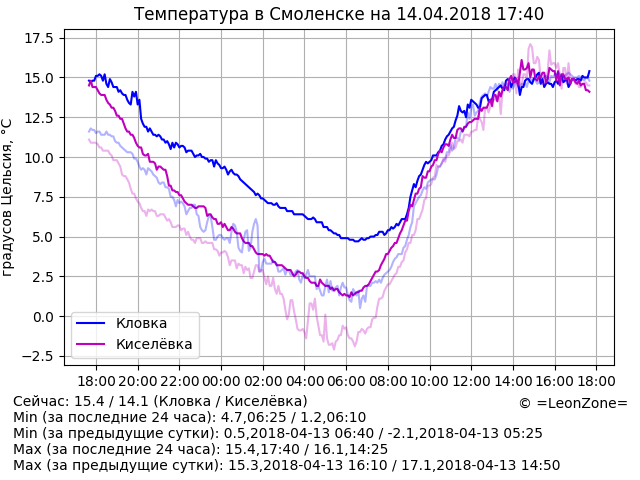 Температура в Смоленске на 14.04.2018 17:40
17.5
15.0
12.5
10.0
7.5
5.0
2.5
0.0
−2.5
градусов Цельсия, °C
Кловка
Киселёвка
18:00 20:00 22:00 00:00 02:00 04:00 06:00 08:00 10:00 12:00 14:00 16:00 18:00
Сейчас: 15.4 / 14.1 (Кловка / Киселёвка)
© =LeonZone=
Min (за последние 24 часа): 4.7,06:25 / 1.2,06:10
Min (за предыдущие сутки): 0.5,2018-04-13 06:40 / -2.1,2018-04-13 05:25
Max (за последние 24 часа): 15.4,17:40 / 16.1,14:25
Max (за предыдущие сутки): 15.3,2018-04-13 16:10 / 17.1,2018-04-13 14:50